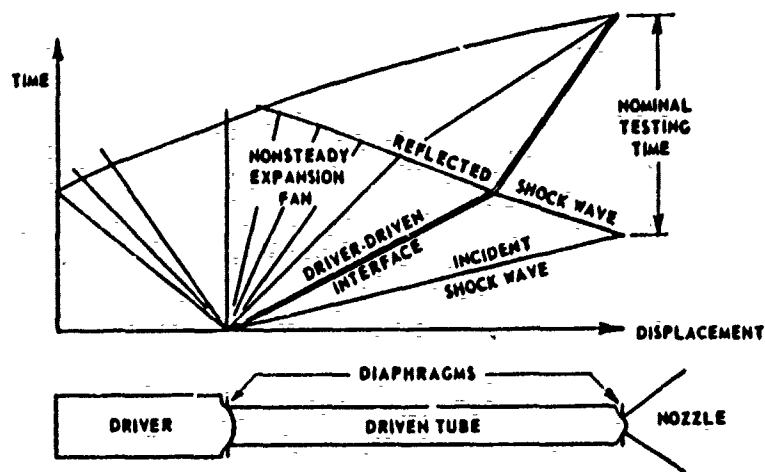 TIME
NOMINAL
TESTING
TIME
NONSTEADY
EXPANSION
FAN
REFLECTED
SHOCK WAVE
DRIVER-DRIVEN
INTERFACE
INCIDENT
SHOCK WAVE
DISPLACEMENT
DIAPHRAGMS
DRIVER
DRIVEN TUBE
NOZZLE